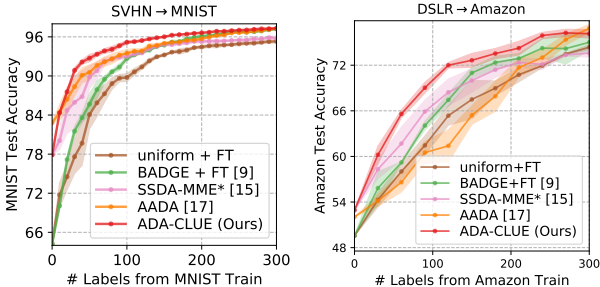 SVHN→MNIST
MNIST Test Accuracy
96
90
84
78
72
66
uniform + FT
BADGE + FT [9]
SSDA-MME* [15]
AADA [17]
ADA-CLUE (Ours)
0 100 200 300
# Labels from MNIST Train
DSLR→Amazon
Amazon Test Accuracy
72
66
60
54
48
uniform+FT
BADGE+FT [9]
SSDA-MME* [15]
AADA [17]
ADA-CLUE (Ours)
0 100 200 300
# Labels from Amazon Train